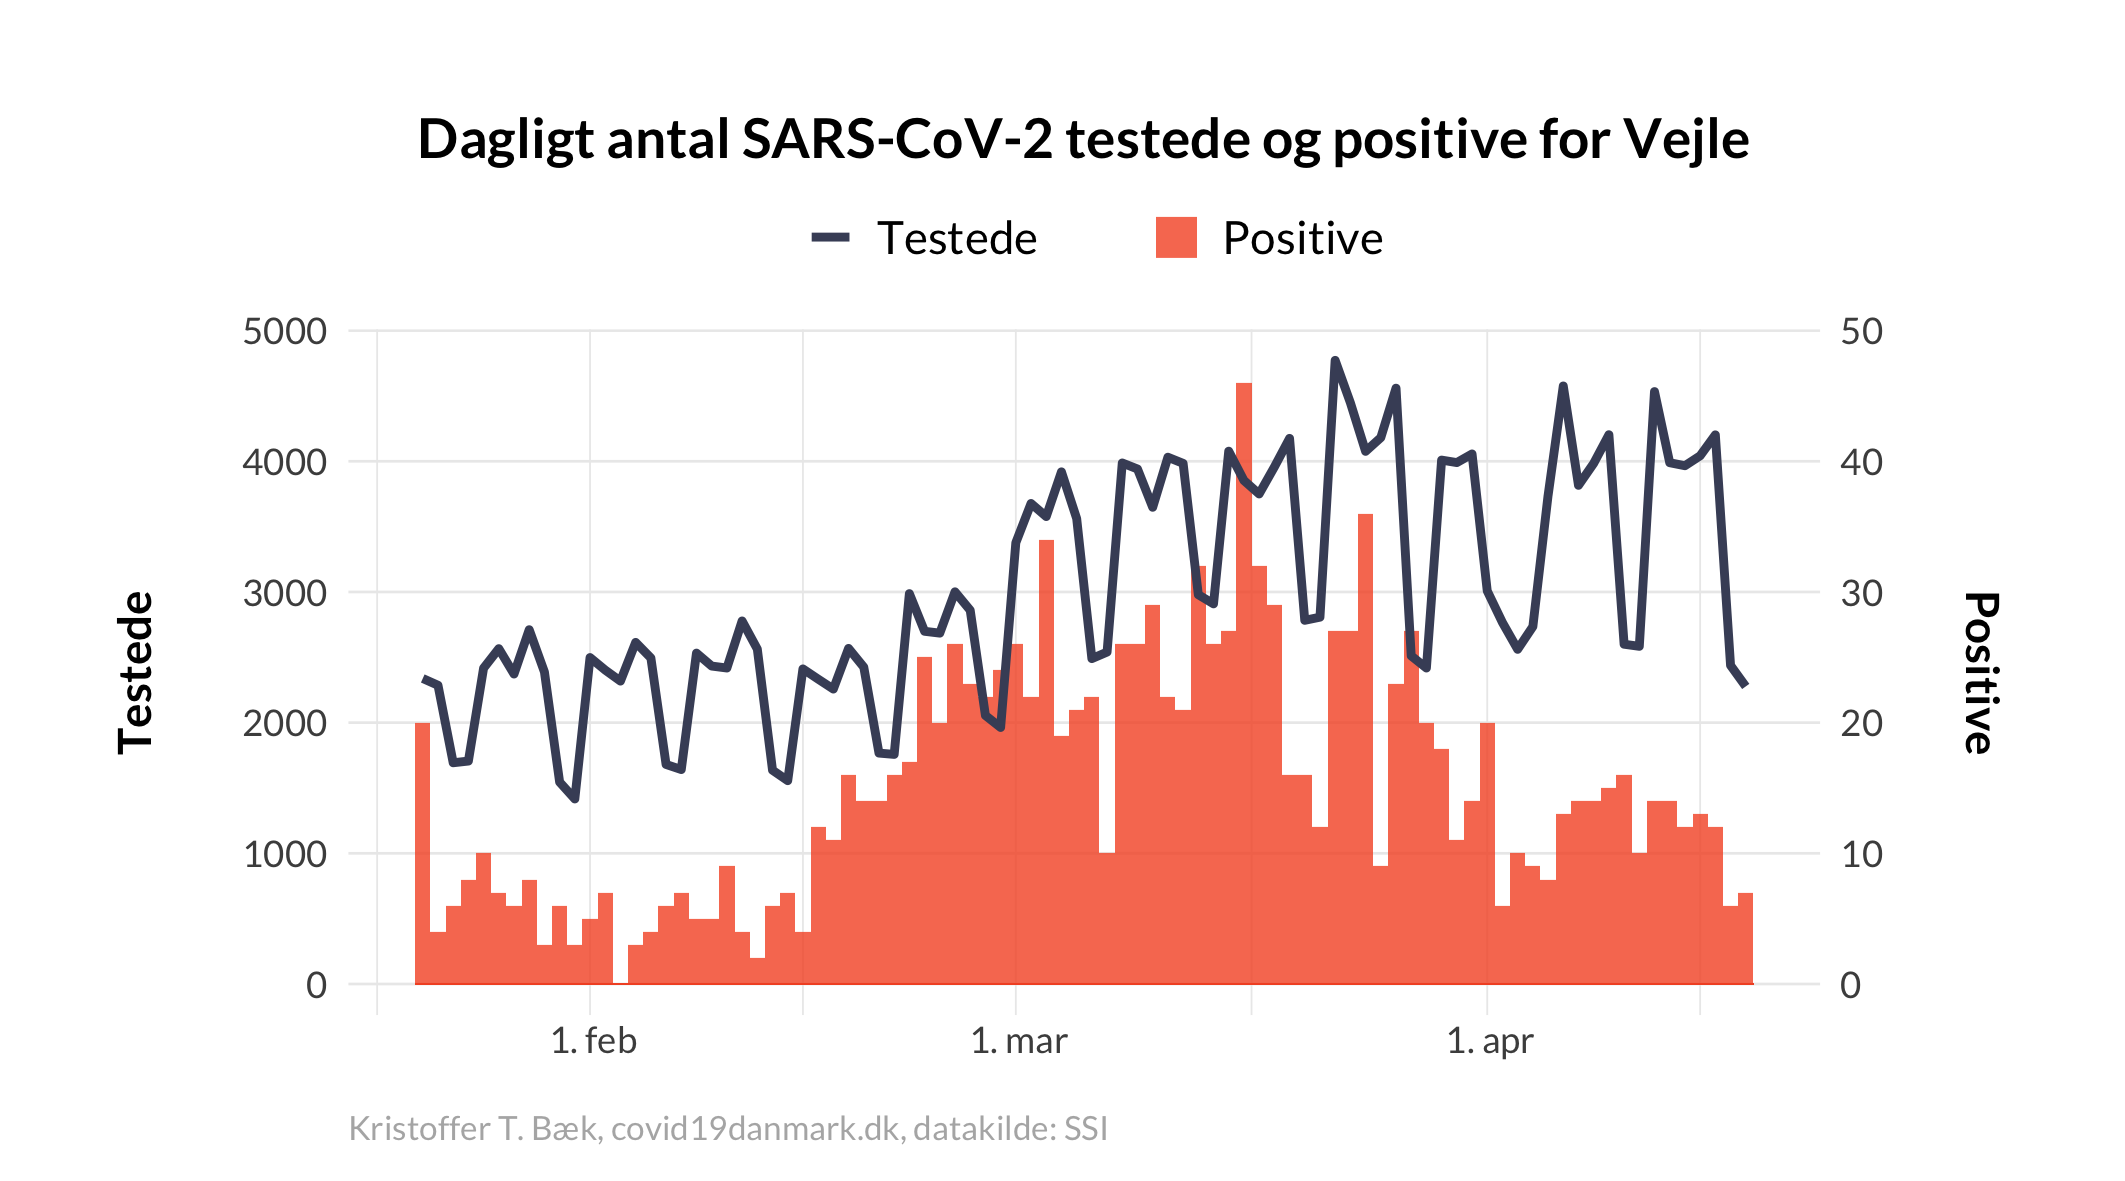 Dagligt antal SARS-CoV-2 testede og positive for Vejle
Testede Positive
5000 50
4000 40
3000 30
2000 20
1000 10
0 0
Testede
Positive
1. feb 1. mar 1. apr
Kristoffer T. Bæk, covid19danmark.dk, datakilde: SSI